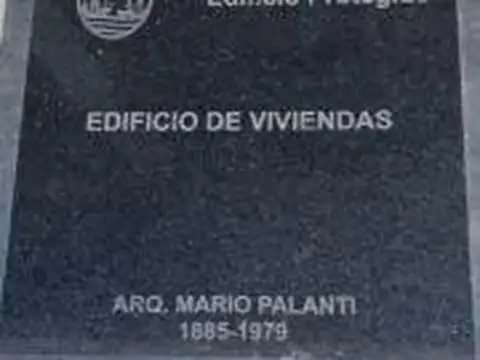 Edificio Protegido
EDIFICIO DE VIVIENDAS
ARQ. MARIO PALANTI
1885-1979